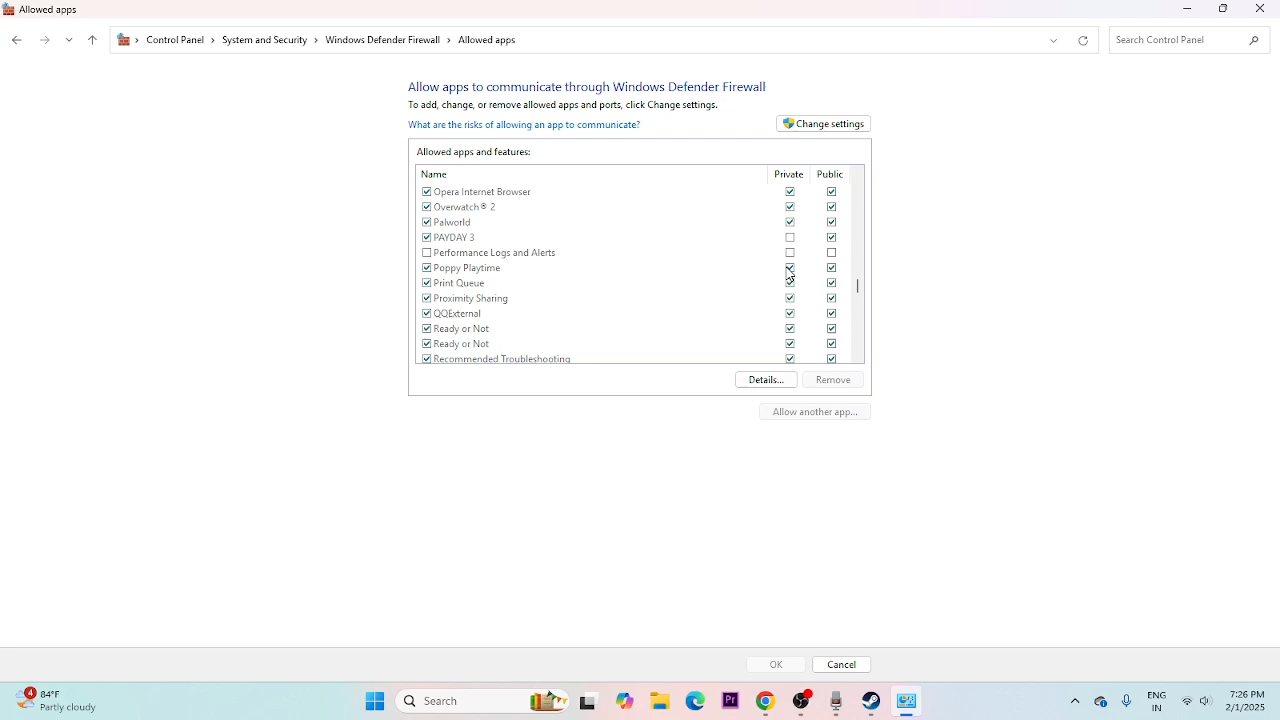 Allowed apps
Control Panel > System and Security > Windows Defender Firewall > Allowed apps
Search Control Panel
Allow apps to communicate through Windows Defender Firewall
To add, change, or remove allowed apps and ports, click Change settings.
What are the risks of allowing an app to communicate?
Change settings
Allowed apps and features:
Name Private Public
Opera Internet Browser
Overwatch® 2
Palworld
PAYDAY 3
Performance Logs and Alerts
Poppy Playtime
Print Queue
Proximity Sharing
QQExternal
Ready or Not
Ready or Not
Recommended Troubleshooting
Details... Remove
Allow another app...
OK Cancel
4 84°F
Partly cloudy
Search
Pr
ENG
IN
7:26 PM
2/1/2025